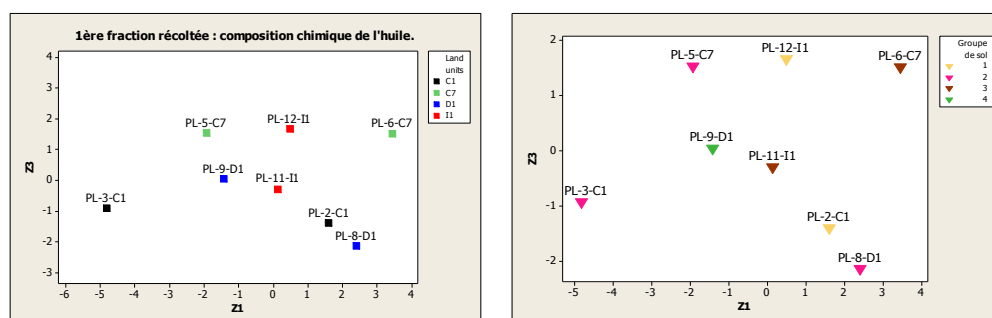 1ère fraction récoltée : composition chimique de l'huile.
4
3
2
1
0
-1
-2
-3
Z3
-6 -5 -4 -3 -2 -1 0 1 2 3 4
Z1
PL-5-C7
PL-12-I1
PL-6-C7
PL-9-D1
PL-11-I1
PL-3-C1
PL-2-C1
PL-8-D1
Land
units
C1
C7
D1
I1
2
1
0
-1
-2
Z3
-5 -4 -3 -2 -1 0 1 2 3 4
Z1
PL-5-C7
PL-12-I1
PL-6-C7
PL-9-D1
PL-11-I1
PL-3-C1
PL-2-C1
PL-8-D1
Groupe
de sol
1
2
3
4